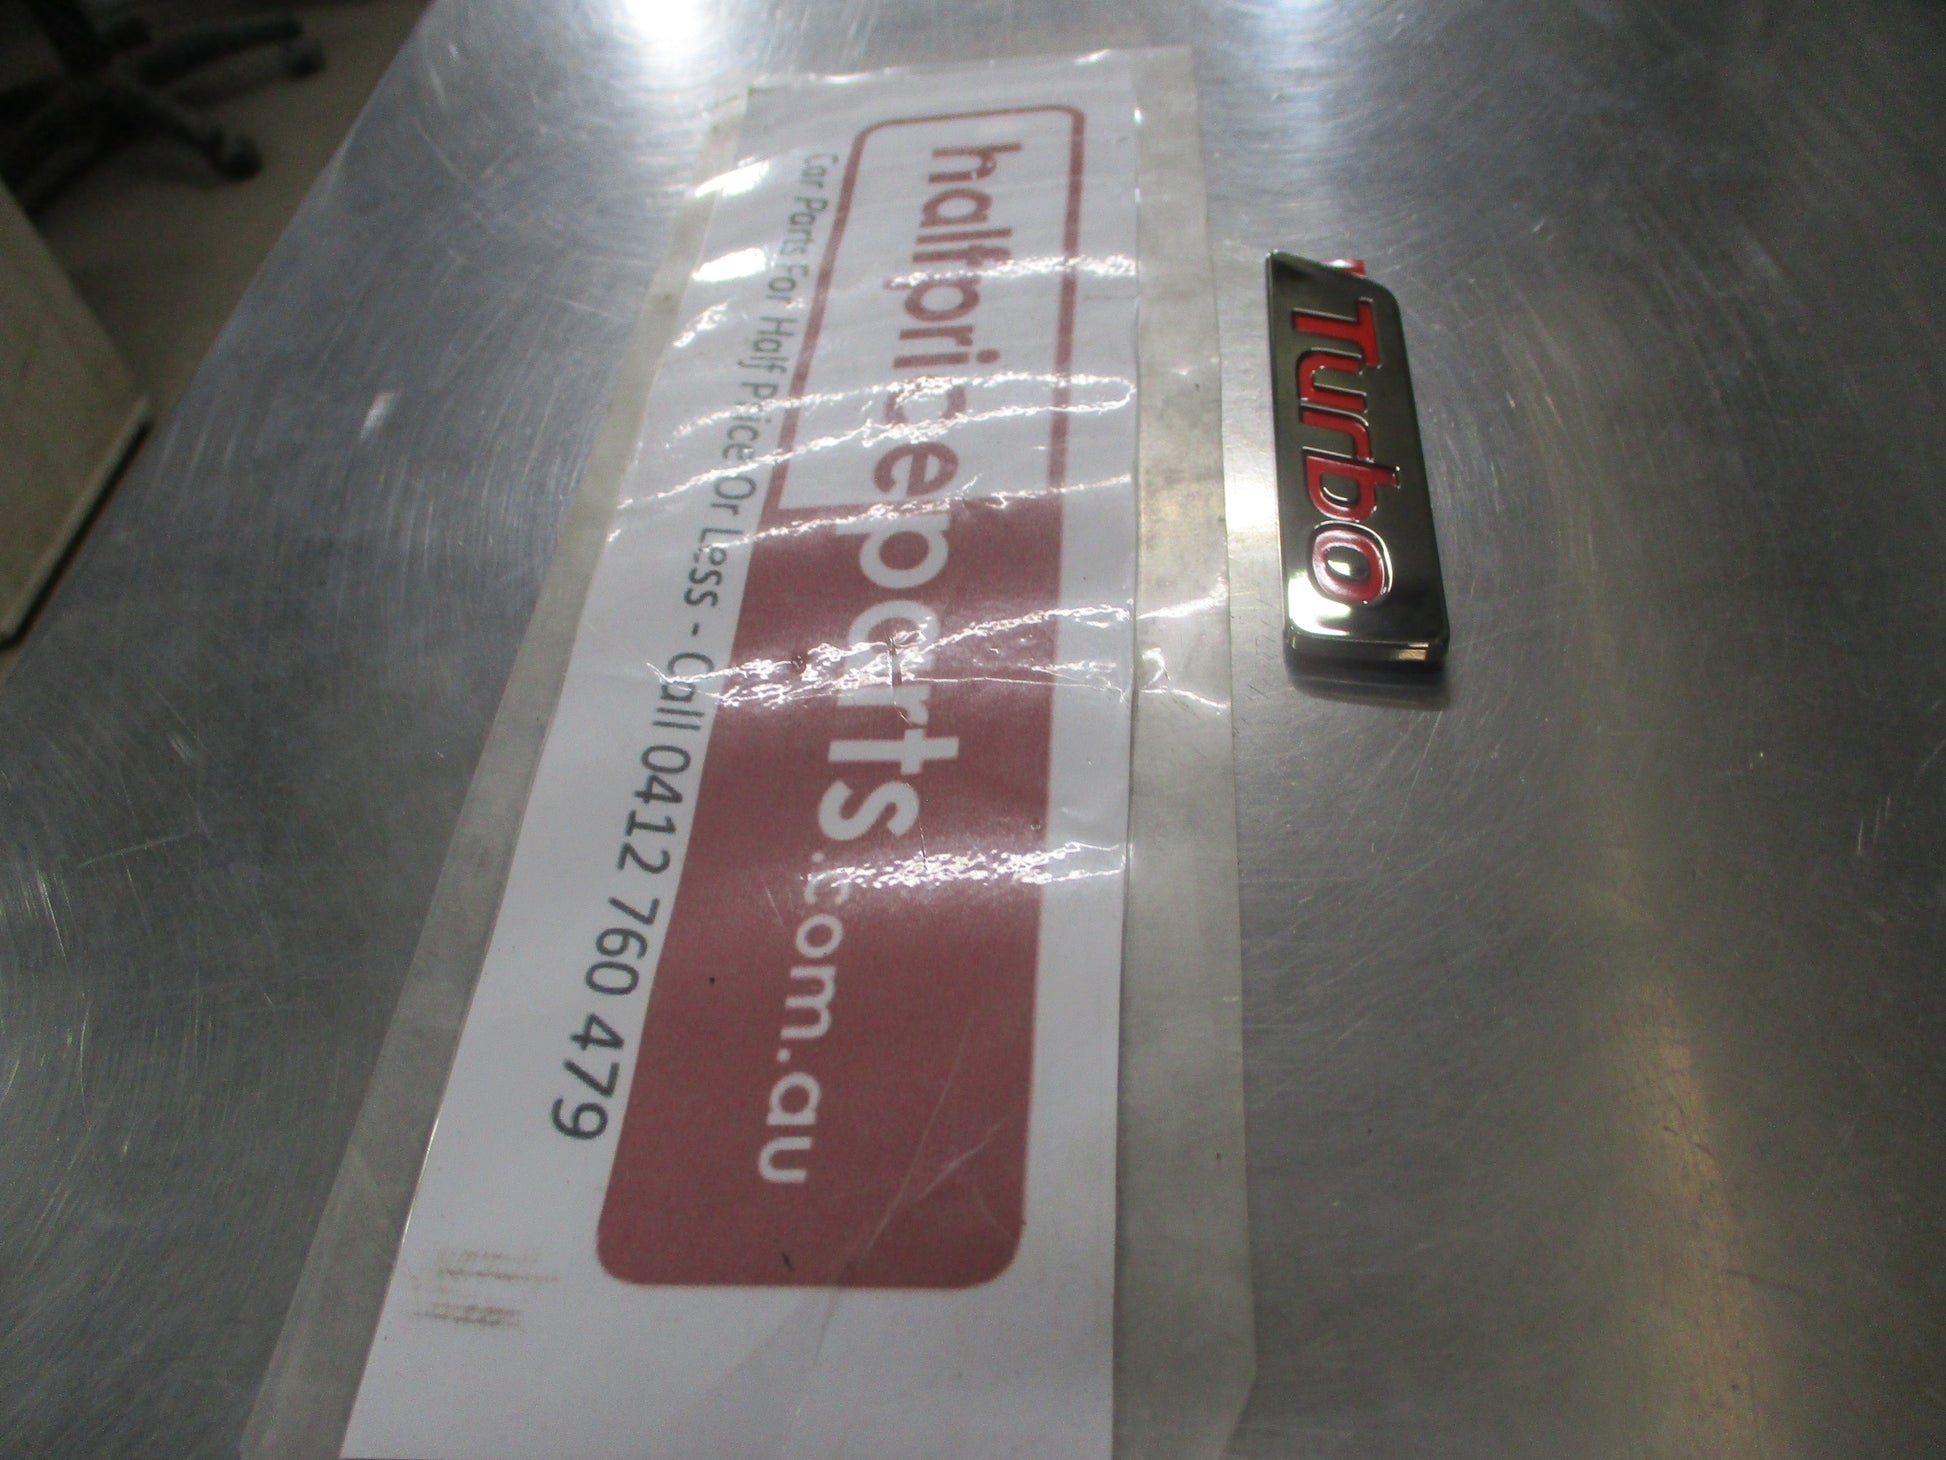 halfpriceparts.com.au
Car Parts For Half Price Or Less - Call 0412 760 479
Turbo